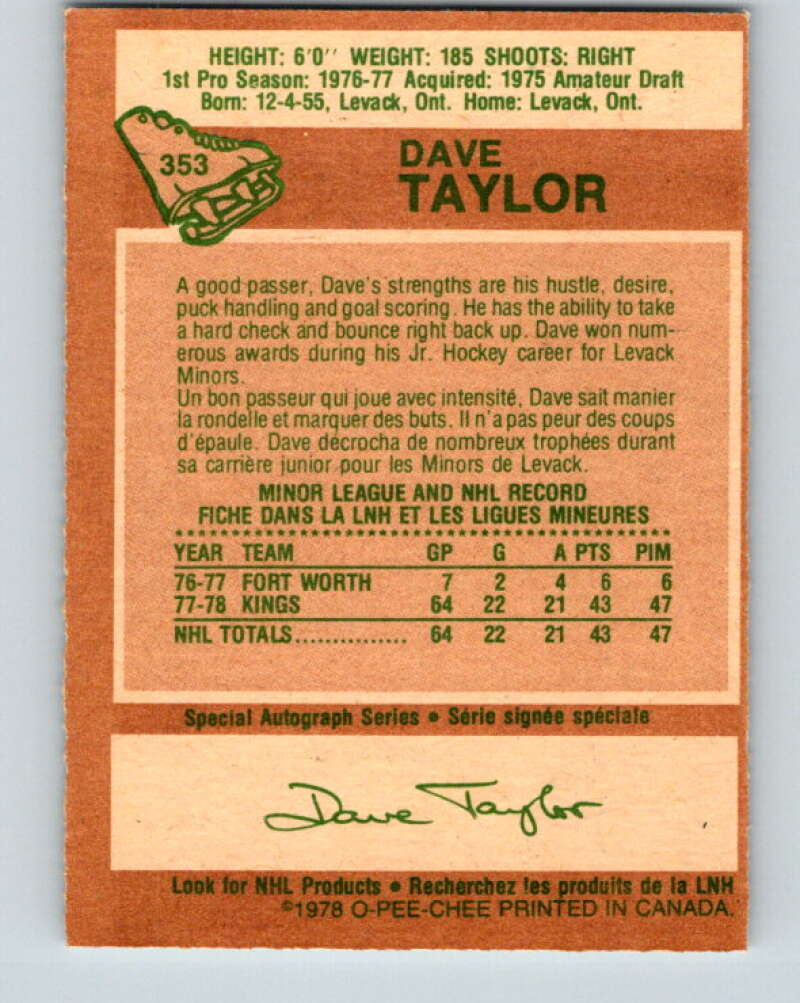 HEIGHT: 6'0'' WEIGHT: 185 SHOOTS: RIGHT
1st Pro Season: 1976-77 Acquired: 1975 Amateur Draft
Born: 12-4-55, Levack, Ont. Home: Levack, Ont.
353
DAVE
TAYLOR
A good passer, Dave's strengths are his hustle, desire,
puck handling and goal scoring. He has the ability to take
a hard check and bounce right back up. Dave won num-
erous awards during his Jr. Hockey career for Levack
Minors.
Un bon passeur qui joue avec intensité, Dave sait manier
la rondelle et marquer des buts. Il n'a pas peur des coups
d'épaule. Dave décrocha de nombreux trophées durant
sa carrière junior pour les Minors de Levack.
MINOR LEAGUE AND NHL RECORD
FICHE DANS LA LNH ET LES LIGUES MINEURES
YEAR TEAM GP G A PTS PIM
76-77 FORT WORTH 7 2 4 6 6
77-78 KINGS 64 22 21 43 47
NHL TOTALS............... 64 22 21 43 47
Special Autograph Series • Série signée spéciale
Dave Taylor
Look for NHL Products • Recherchez les produits de la LNH
©1978 O-PEE-CHEE PRINTED IN CANADA.